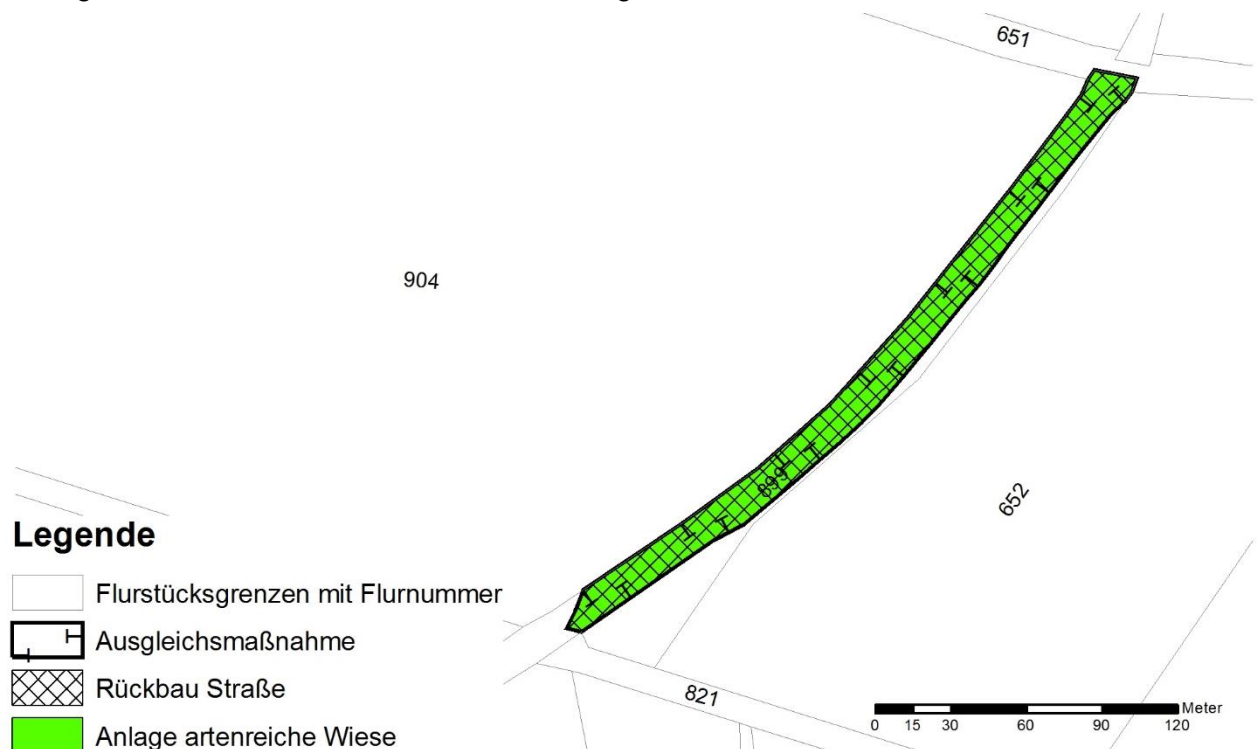 651
904
899
652
821
Legende
Flurstücksgrenzen mit Flurnummer
Ausgleichsmaßnahme
Rückbau Straße
Anlage artenreiche Wiese
Meter
0 15 30 60 90 120